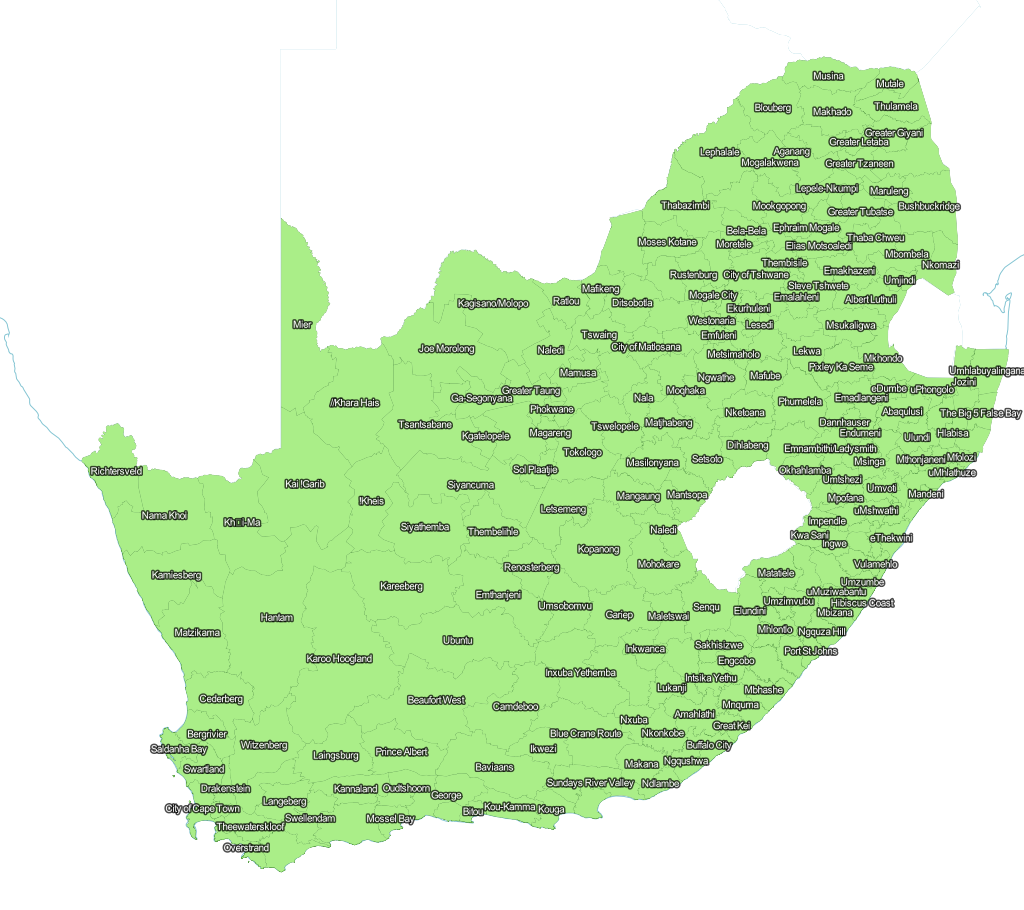 Musina
Mutale
Blouberg
Makhado
Thulamela
Greater Giyani
Greater Letaba
Lephalale
Aganang
Mogalakwena
Greater Tzaneen
Lepele-Nkumpi
Maruleng
Thabazimbi
Mookgopong
Greater Tubatse
Bushbuckridge
Bela-Bela
Ephraim Mogale
Moses Kotane
Moretele
Elias Motsoaledi
Thaba Chweu
Mbombela
Thembisile
Nkomazi
Rustenburg
City of Tshwane
Emakhazeni
Umjindi
Steve Tshwete
Mafikeng
Kagisano/Molopo
Ratlou
Ditsobotla
Mogale City
Emalahleni
Albert Luthuli
Ekurhuleni
Mier
Westonaria
Lesedi
Msukaligwa
Tswaing
Emfuleni
Joe Morolong
Naledi
City of Matlosana
Metsimaholo
Lekwa
Mkhondo
Pixley Ka Seme
Umhlabuyalingana
Mamusa
Ngwathe
Mafube
Jozini
Greater Taung
Moqhaka
eDumbe
uPhongolo
Ga-Segonyana
Nala
Emadlangeni
//Khara Hais
Phumelela
Phokwane
Nketoana
Abaqulusi
The Big 5 False Bay
Tsantsabane
Tswelopele
Matjhabeng
Dannhauser
Kgatelopele
Magareng
Endumeni
Ulundi
Hlabisa
Dihlabeng
Emnambithi/Ladysmith
Tokologo
Masilonyana
Setsoto
Msinga
Mthonjaneni
Mfolozi
Richtersveld
Sol Plaatjie
Okhahlamba
uMhlathuze
Kai !Garib
Siyancuma
Umtshezi
Umvoti
!Kheis
Mangaung
Mantsopa
Mpofana
Mandeni
Nama Khoi
Letsemeng
uMshwathi
Siyathemba
Thembelihle
Naledi
Impendle
Kwa Sani
eThekwini
Ingwe
Kopanong
Mohokare
Vulamehlo
Kamiesberg
Renosterberg
Matatiele
Umzumbe
Kareeberg
Emthanjeni
uMuziwabantu
Umsobomvu
Senqu
Umzimvubu
Hibiscus Coast
Hantam
Gariep
Maletswai
Elundini
Mbizana
Matzikama
Mhlontlo
Ngquza Hill
Ubuntu
Inkwanca
Sakhisizwe
Port St Johns
Karoo Hoogland
Engcobo
Inxuba Yethemba
Intsika Yethu
Lukanji
Mbhashe
Cederberg
Beaufort West
Camdeboo
Mnquma
Amahlathi
Nxuba
Great Kei
Bergrivier
Blue Crane Route
Nkonkobe
Saldanha Bay
Witzenberg
Laingsburg
Prince Albert
Ikwezi
Buffalo City
Swartland
Baviaans
Makana
Ngqushwa
Drakenstein
Kannaland
Oudtshoorn
George
Sundays River Valley
Ndlambe
City of Cape Town
Langeberg
Bitou
Kou-Kamma
Kouga
Theewaterskloof
Swellendam
Mossel Bay
Overstrand